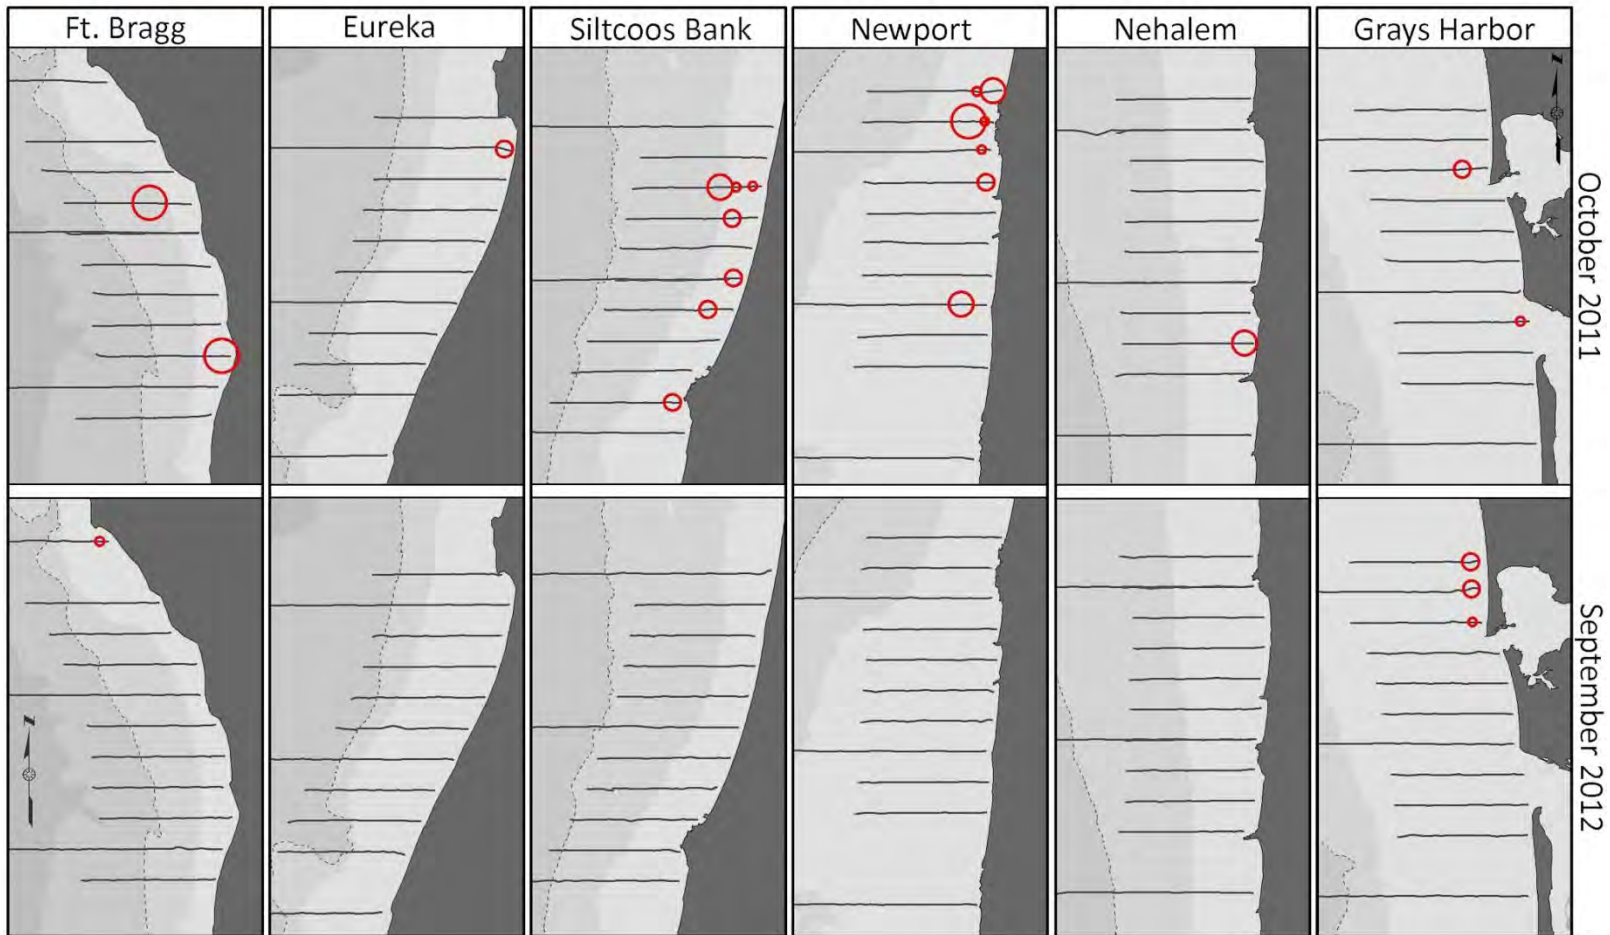 Ft. Bragg
Eureka
Siltcoos Bank
Newport
Nehalem
Grays Harbor
N
October 2011
N
September 2012